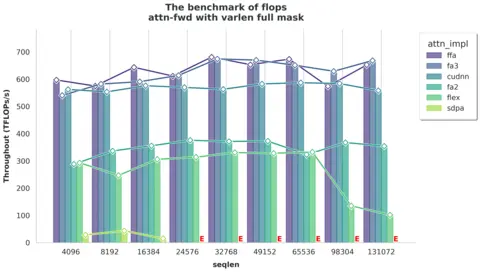 The benchmark of flops
attn-fwd with varlen full mask
Throughout (TFLOPs/s)
700
600
500
400
300
200
100
0
E E E E E E
4096 8192 16384 24576 32768 49152 65536 98304 131072
seqlen
attn_impl
ffa
fa3
cudnn
fa2
flex
sdpa